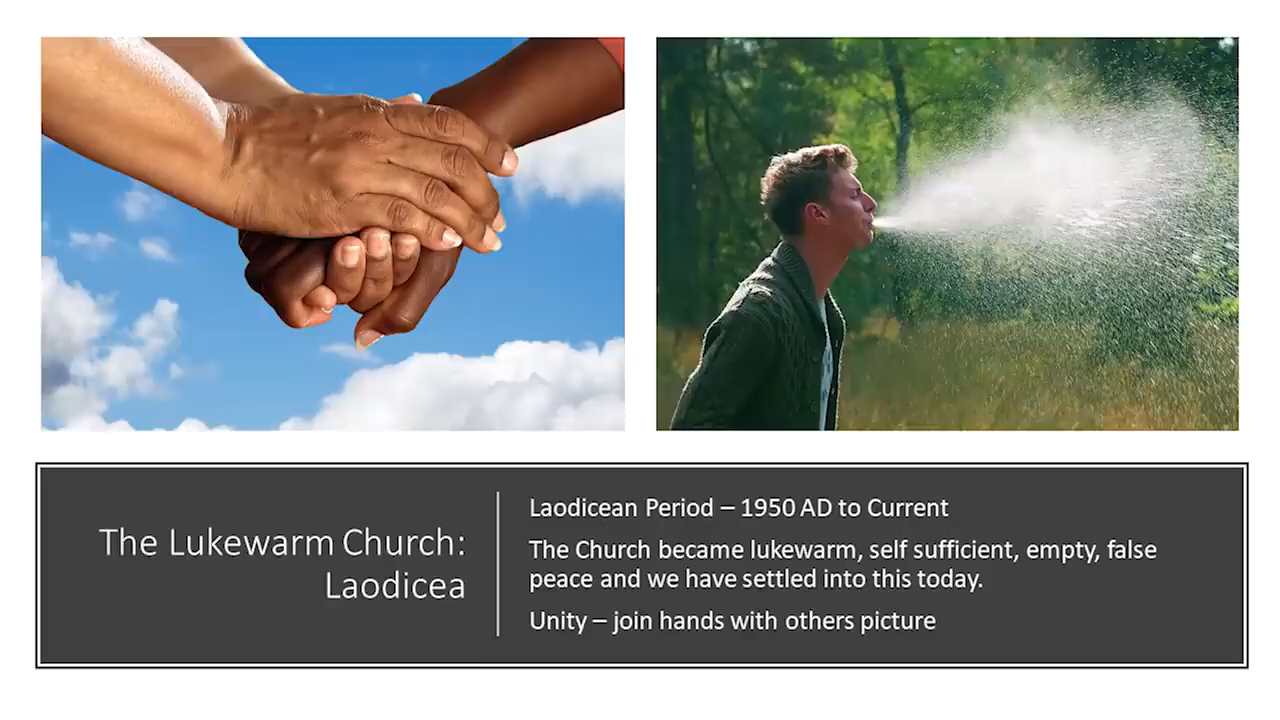 The Lukewarm Church:
Laodicea
Laodicean Period – 1950 AD to Current
The Church became lukewarm, self sufficient, empty, false
peace and we have settled into this today.
Unity – join hands with others picture